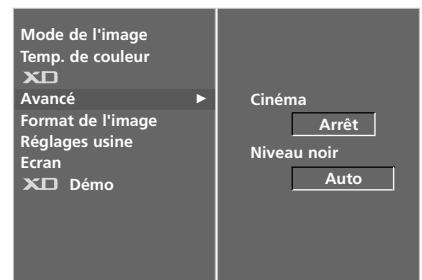 Mode de l'image
Temp. de couleur
XD
Avancé ►
Format de l'image
Réglages usine
Ecran
XD Démo
Cinéma
Arrêt
Niveau noir
Auto